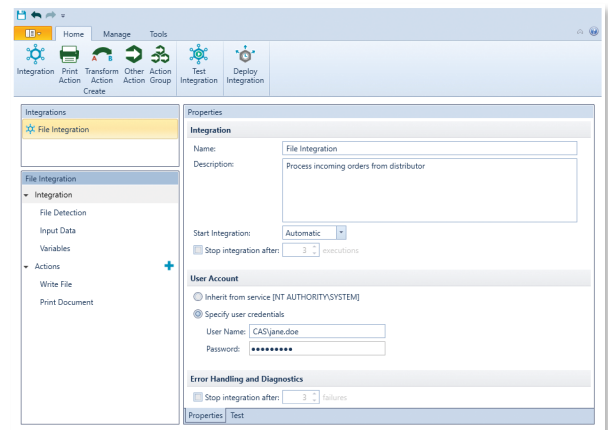 Home Manage Tools
Integration Print Action Transform Action Other Action Action Group Test Integration Deploy Integration
A B
Create
Integrations
File Integration
File Integration
Integration
File Detection
Input Data
Variables
Actions
Write File
Print Document
Properties
Integration
Name: File Integration
Description: Process incoming orders from distributor
Start Integration: Automatic
Stop integration after: 3 executions
User Account
Inherit from service [NT AUTHORITY\SYSTEM]
Specify user credentials
User Name: CAS\jane.doe
Password: •••••••••
Error Handling and Diagnostics
Stop integration after: 3 failures
Properties Test